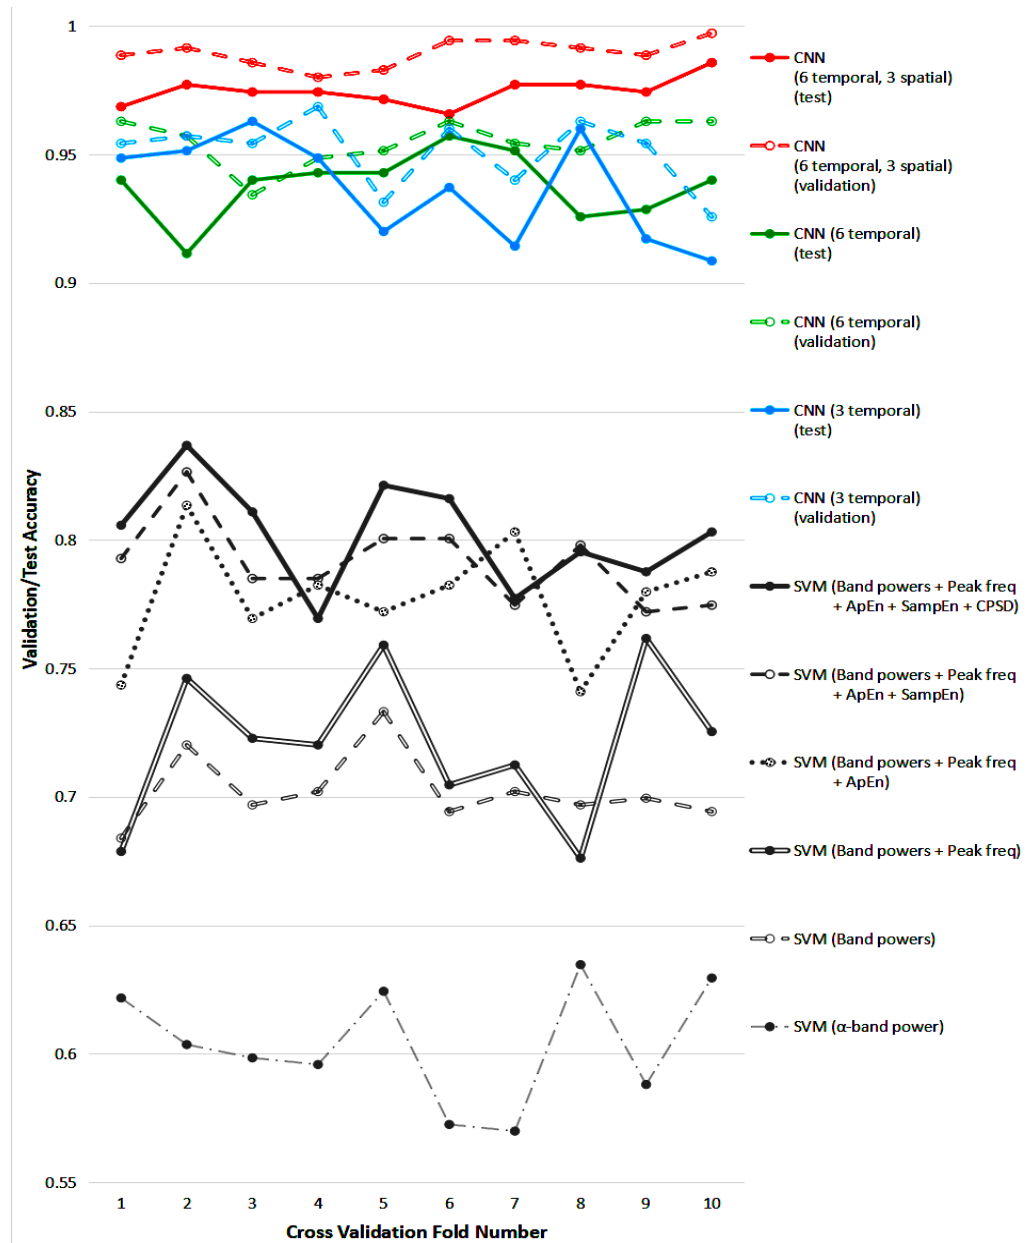 1
0.95
0.9
0.85
0.8
0.75
0.7
0.65
0.6
0.55
Validation/Test Accuracy
1 2 3 4 5 6 7 8 9 10
Cross Validation Fold Number
CNN
(6 temporal, 3 spatial)
(test)
CNN
(6 temporal, 3 spatial)
(validation)
CNN (6 temporal)
(test)
CNN (6 temporal)
(validation)
CNN (3 temporal)
(test)
CNN (3 temporal)
(validation)
SVM (Band powers + Peak freq
+ ApEn + SampEn + CPSD)
SVM (Band powers + Peak freq
+ ApEn + SampEn)
SVM (Band powers + Peak freq
+ ApEn)
SVM (Band powers + Peak freq)
SVM (Band powers)
SVM (α-band power)